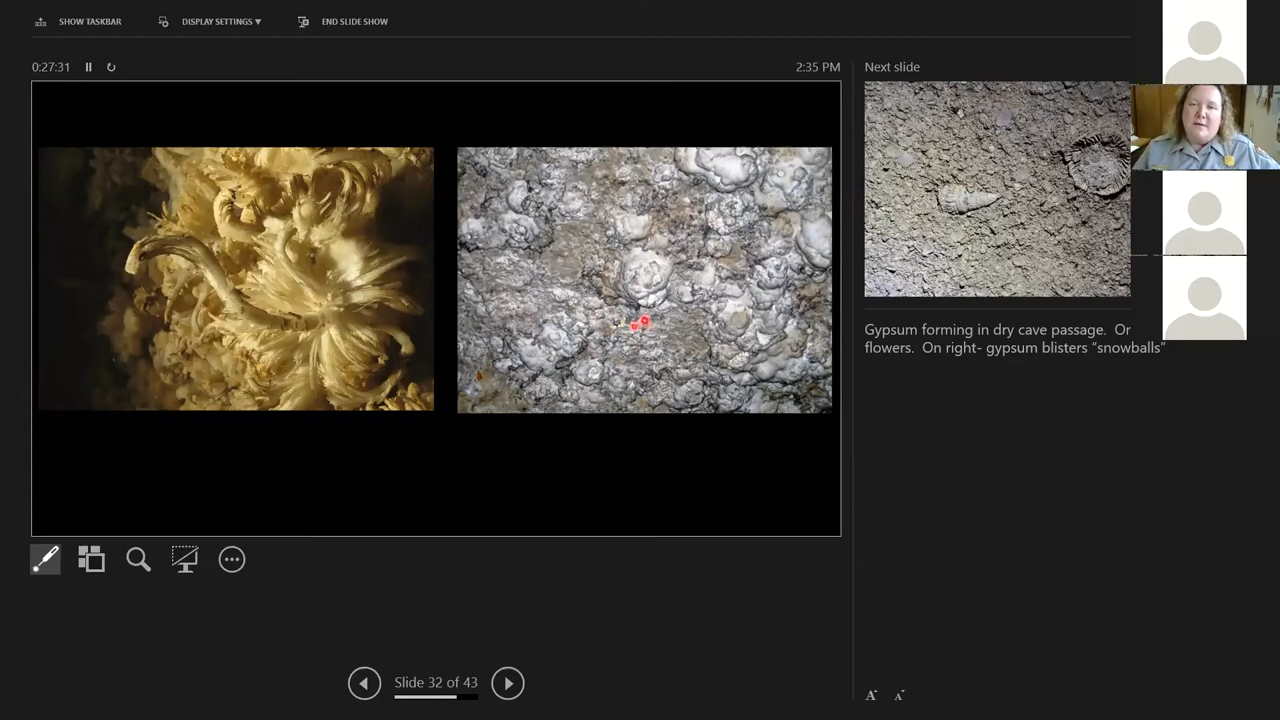 SHOW TASKBAR
DISPLAY SETTINGS ▼
END SLIDE SHOW
0:27:31
2:35 PM
Next slide
Gypsum forming in dry cave passage. Or
flowers. On right- gypsum blisters “snowballs”
Slide 32 of 43
A
A